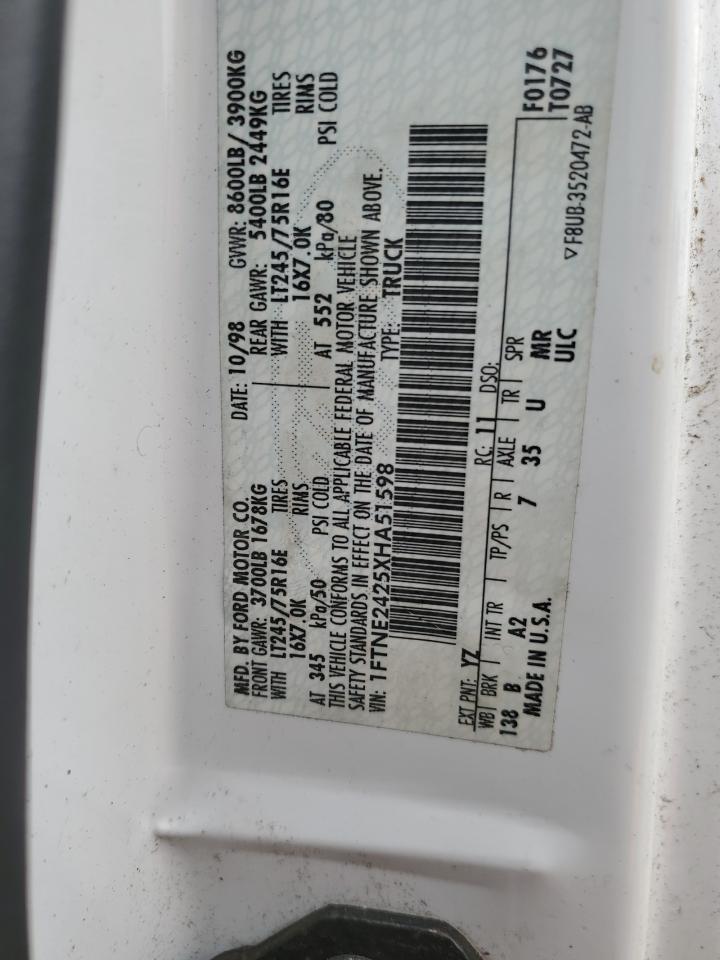 MFD. BY FORD MOTOR CO.
DATE: 10/98 GVWR: 8600LB / 3900KG
FRONT GAWR: 3700LB 1678KG REAR GAWR: 5400LB 2449KG
WITH LT245/75R16E TIRES WITH LT245/75R16E TIRES
16X7.0K RIMS 16X7.0K RIMS
AT 345 kPa/50 PSI COLD AT 552 kPa/80 PSI COLD
THIS VEHICLE CONFORMS TO ALL APPLICABLE FEDERAL MOTOR VEHICLE
SAFETY STANDARDS IN EFFECT ON THE DATE OF MANUFACTURE SHOWN ABOVE.
VIN: 1FTNE2425XHA51598 TYPE: TRUCK
EXT PNT: YZ RC: 11 DSO:
WB BRK INT TR TP/PS R AXLE TR SPR F0176
138 B A2 7 35 U MR T0727
MADE IN U.S.A. ULC
▽F8UB-3520472-AB